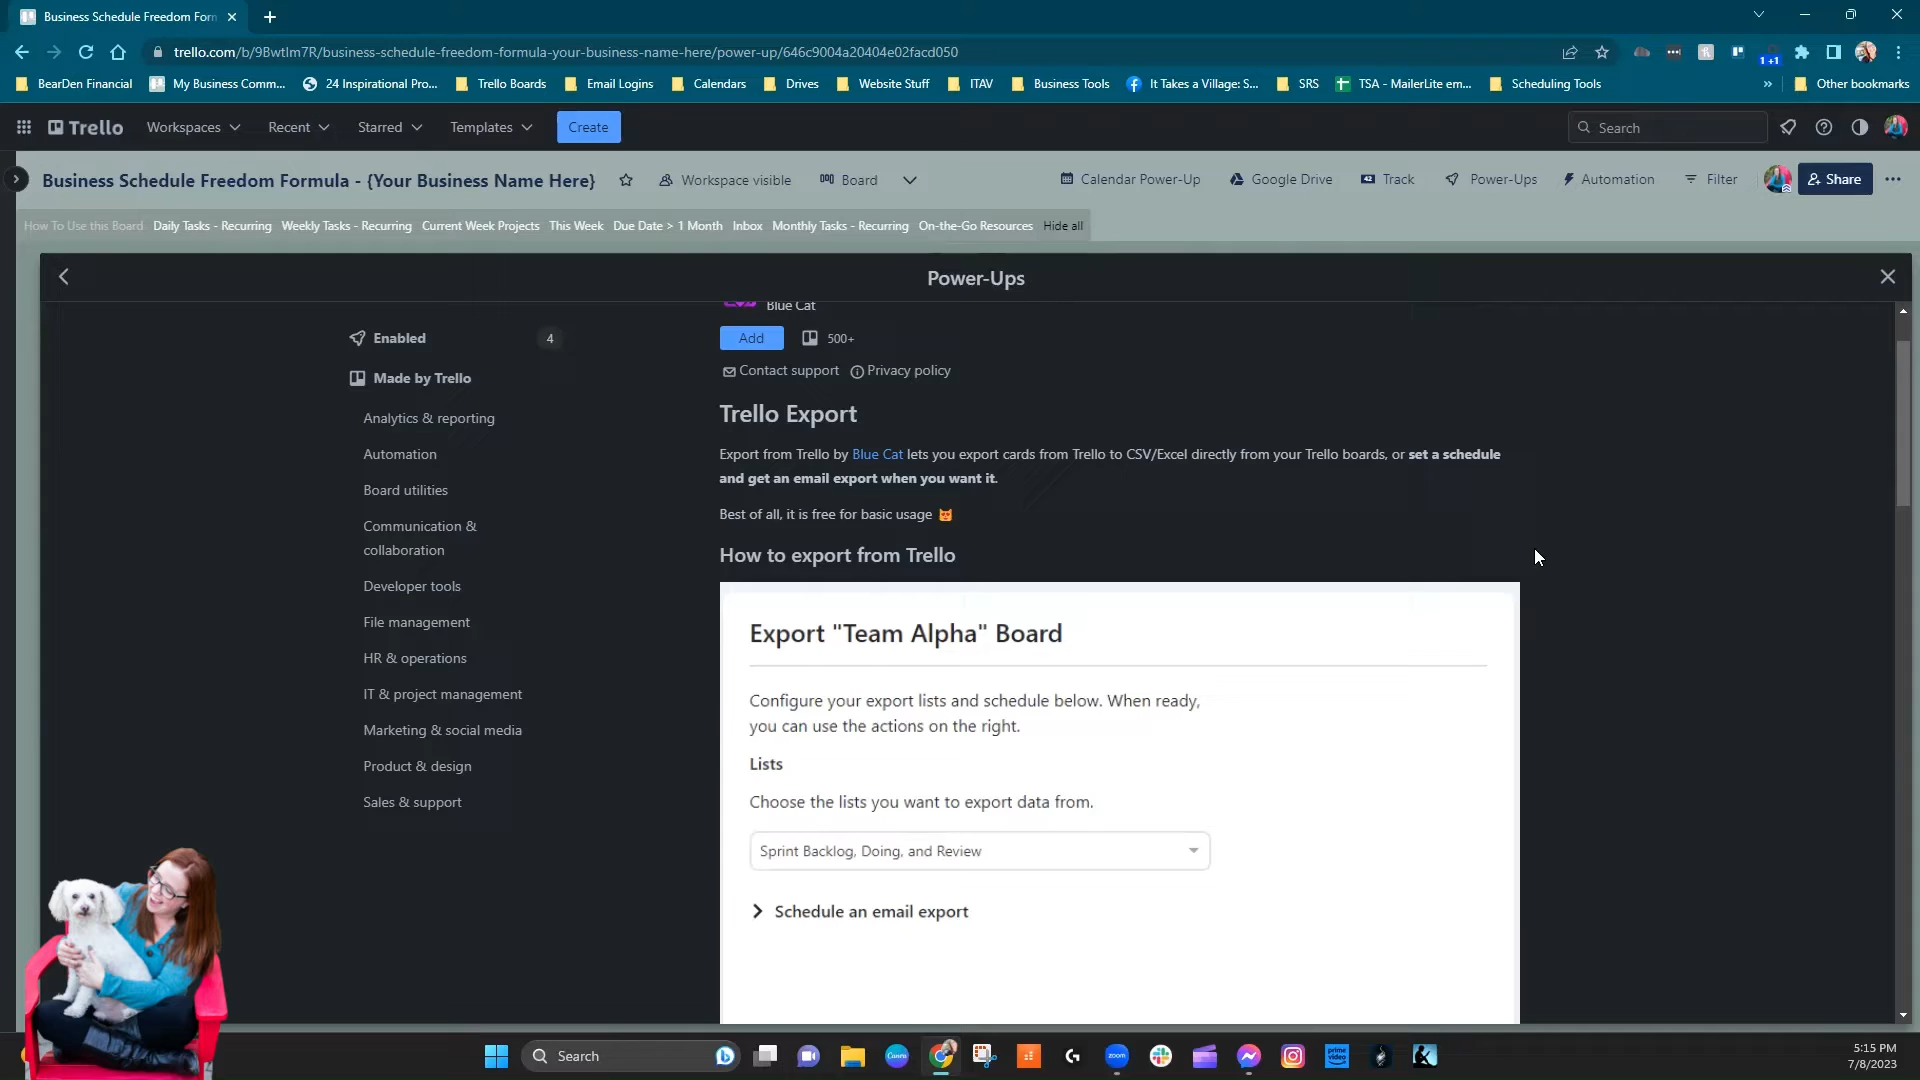 Business Schedule Freedom Forn
trello.com/b/9Bwtlm7R/business-schedule-freedom-formula-your-business-name-here/power-up/646c9004a20404e02facd050
1+1
BearDen Financial
My Business Comm...
24 Inspirational Pro...
Trello Boards
Email Logins
Calendars
Drives
Website Stuff
ITAV
Business Tools
It Takes a Village: S...
SRS
TSA - MailerLite em...
Scheduling Tools
»
Other bookmarks
Trello
Workspaces
Recent
Starred
Templates
Create
Search
Business Schedule Freedom Formula - {Your Business Name Here}
Workspace visible
Board
Calendar Power-Up
Google Drive
Track
Power-Ups
Automation
Filter
Share
How To Use this Board
Daily Tasks - Recurring
Weekly Tasks - Recurring
Current Week Projects
This Week
Due Date > 1 Month
Inbox
Monthly Tasks - Recurring
On-the-Go Resources
Hide all
Power-Ups
Blue Cat
Enabled
4
Add
500+
Made by Trello
Contact support
Privacy policy
Analytics & reporting
Automation
Board utilities
Communication &
collaboration
Developer tools
File management
HR & operations
IT & project management
Marketing & social media
Product & design
Sales & support
Trello Export
Export from Trello by Blue Cat lets you export cards from Trello to CSV/Excel directly from your Trello boards, or set a schedule
and get an email export when you want it.
Best of all, it is free for basic usage
How to export from Trello
Export "Team Alpha" Board
Configure your export lists and schedule below. When ready,
you can use the actions on the right.
Lists
Choose the lists you want to export data from.
Sprint Backlog, Doing, and Review
Schedule an email export
Search
Canva
zoom
prime video
5:15 PM
7/8/2023